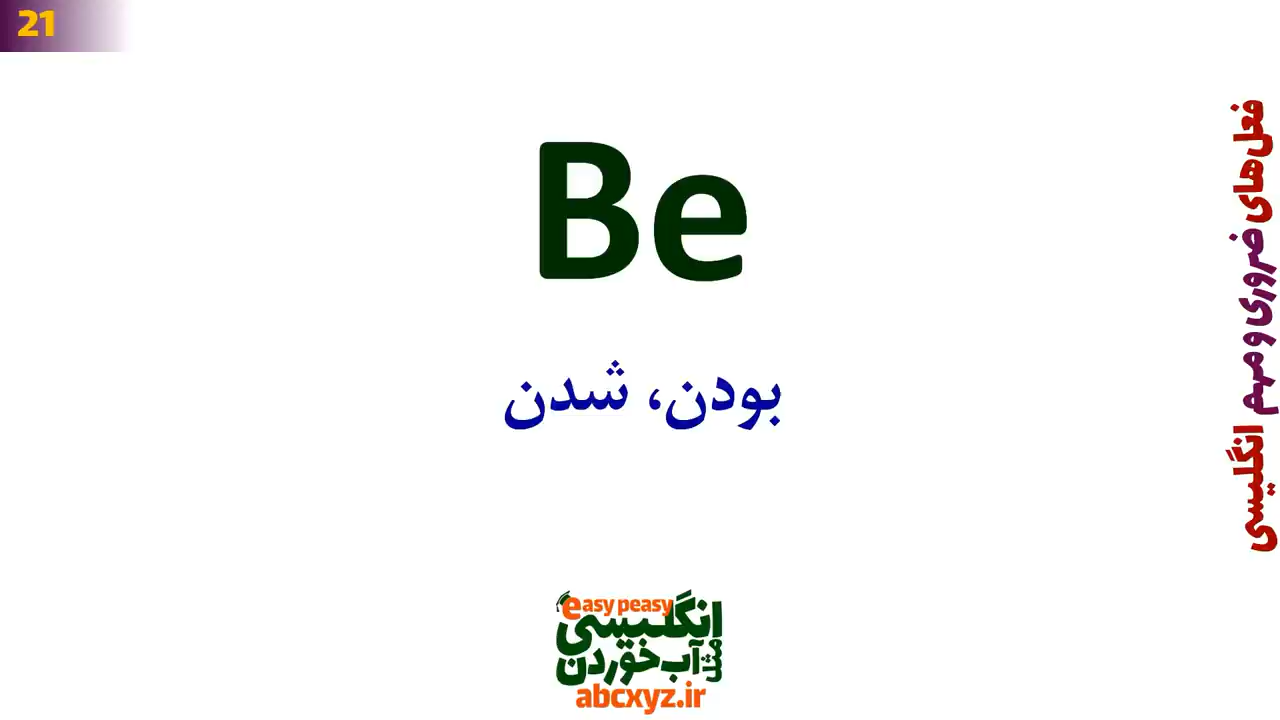 21
Be
بودن، شدن
فعل‌های ضروری و مهم انگلیسی
easy peasy
انگلیسی
مثل آب خوردن
abcxyz.ir